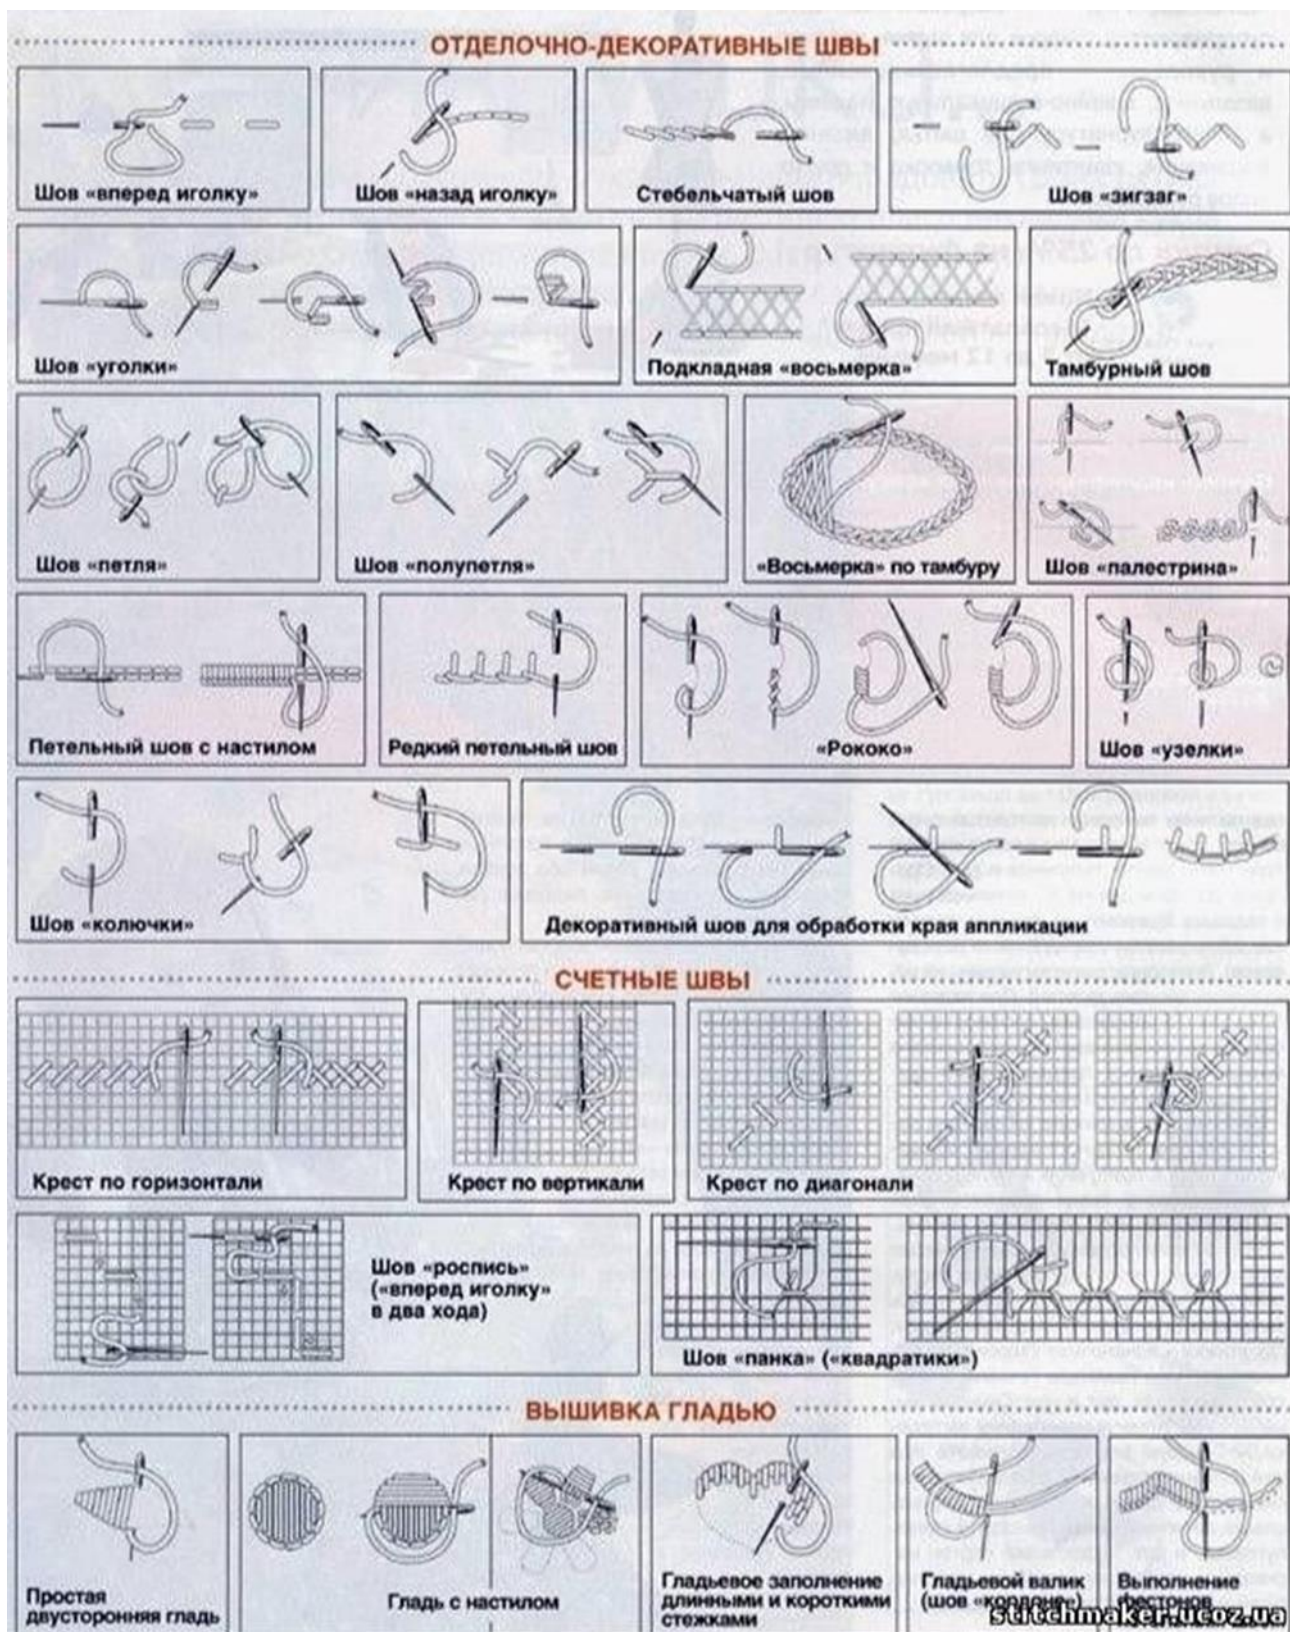 ОТДЕЛОЧНО-ДЕКОРАТИВНЫЕ ШВЫ
Шов «вперед иголку»
Шов «назад иголку»
Стебельчатый шов
Шов «зигзаг»
Шов «уголки»
Подкладная «восьмерка»
Тамбурный шов
Шов «петля»
Шов «полупетля»
«Восьмерка» по тамбуру
Шов «палестрина»
Петельный шов с настилом
Редкий петельный шов
«Рококо»
Шов «узелки»
Шов «колючки»
Декоративный шов для обработки края аппликации
СЧЕТНЫЕ ШВЫ
Крест по горизонтали
Крест по вертикали
Крест по диагонали
Шов «роспись»
(«вперед иголку»
в два хода)
Шов «панка» («квадратики»)
ВЫШИВКА ГЛАДЬЮ
Простая
двусторонняя гладь
Гладь с настилом
Гладьевое заполнение
длинными и короткими
стежками
Гладьевой валик
(шов «кордоне»)
Выполнение
фестонов
stitchmaker.ucoz.ua